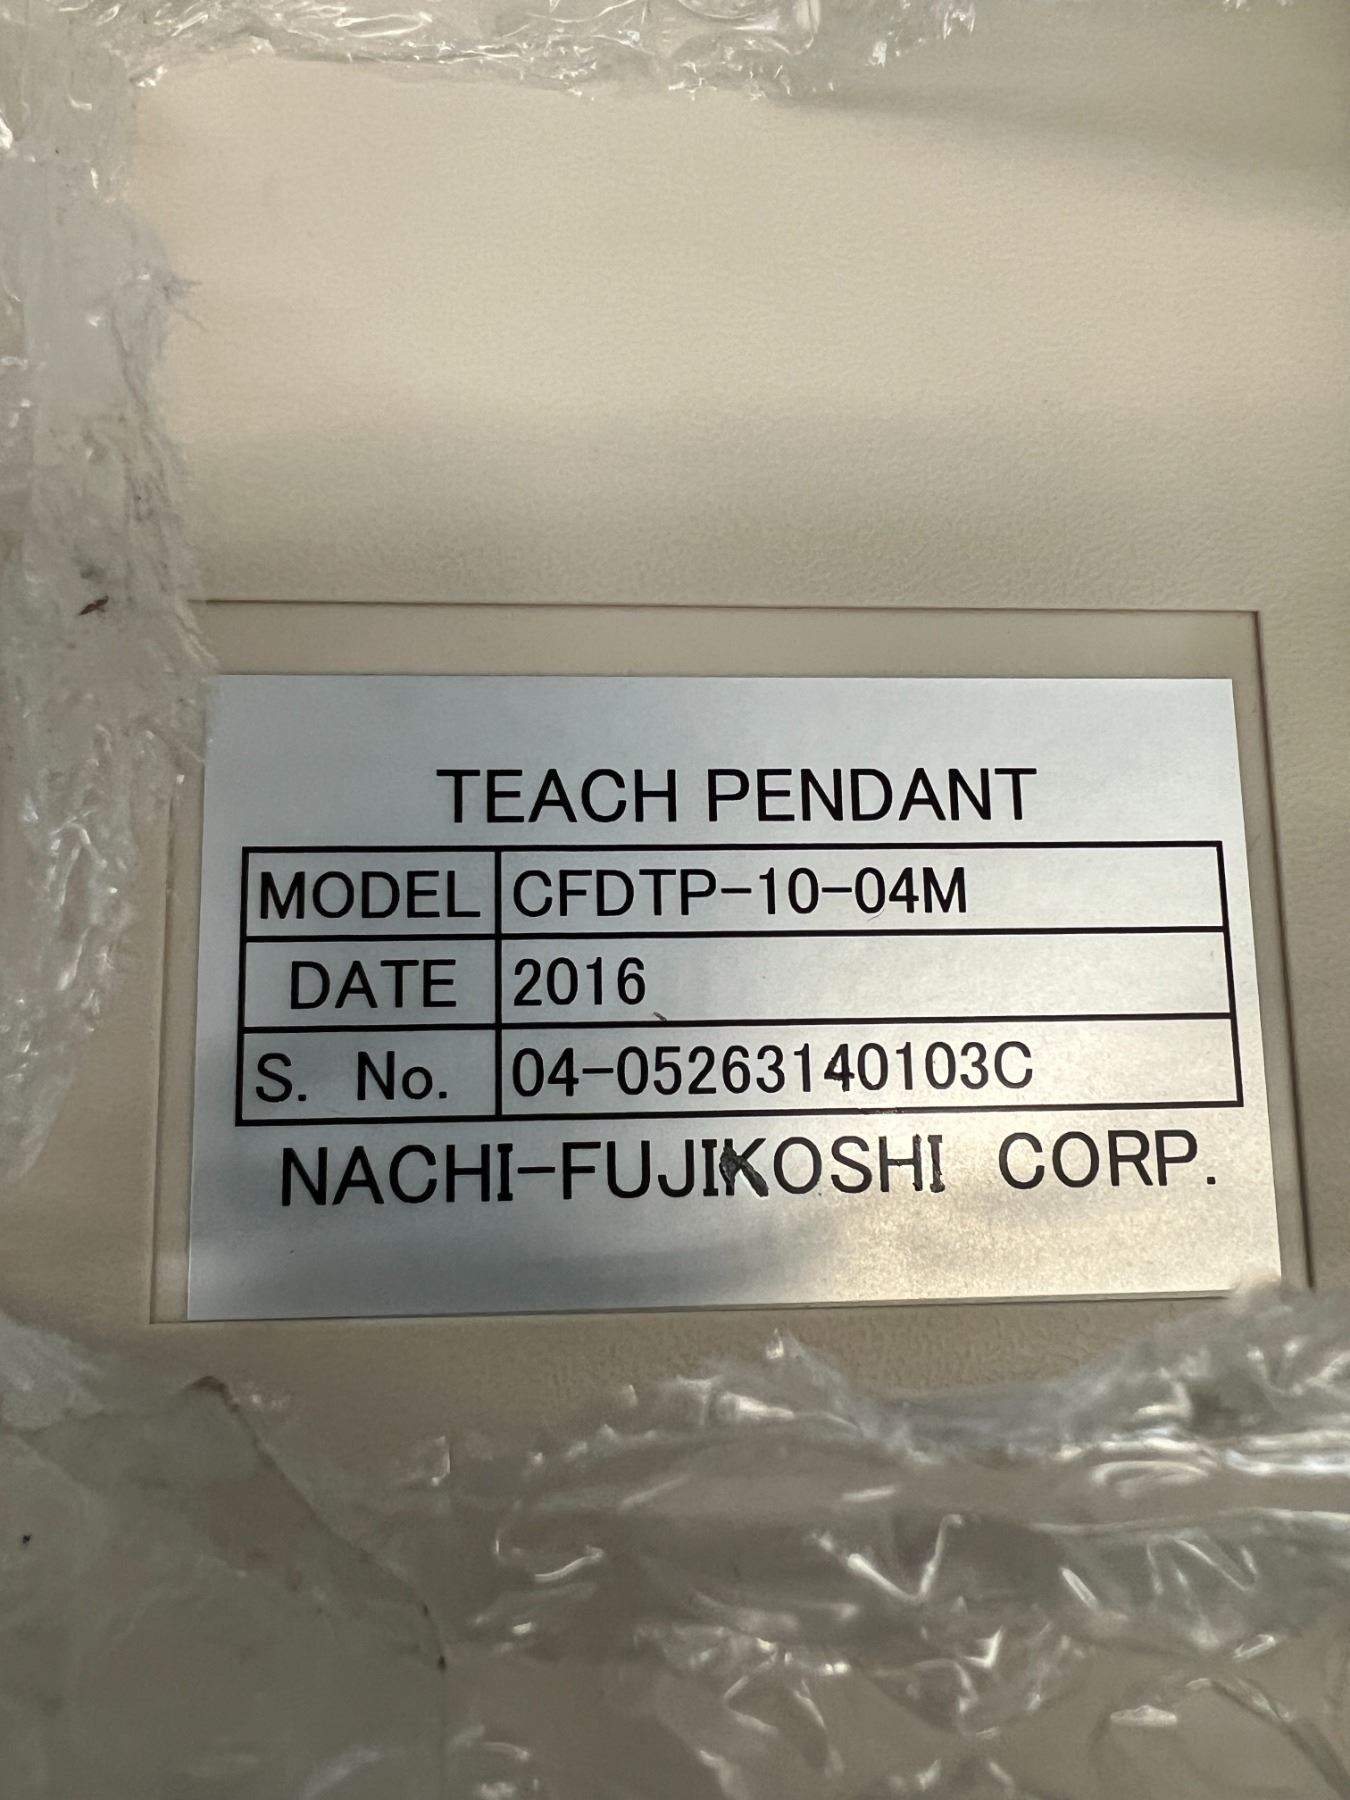 TEACH PENDANT
MODEL CFDTP-10-04M
DATE 2016
S. No. 04-05263140103C
NACHI-FUJIKOSHI CORP.